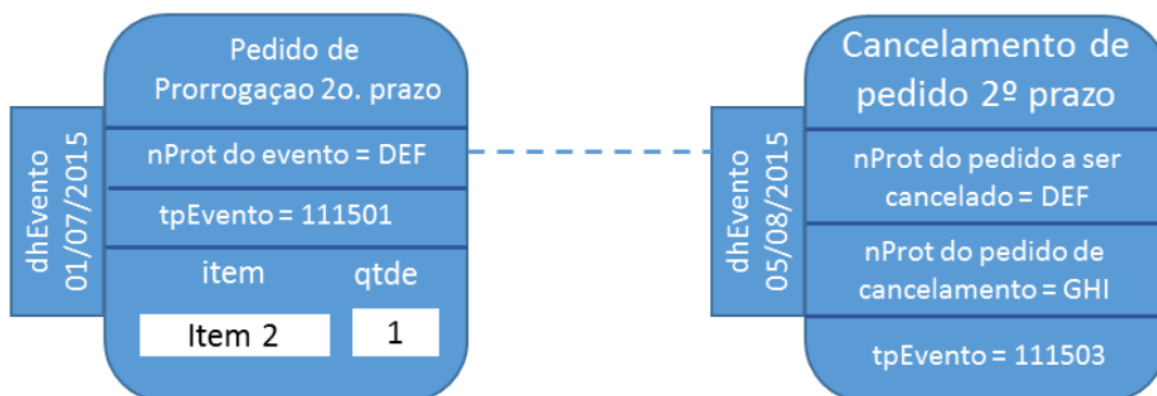 Pedido de
Prorrogaçao 2o. prazo
dhEvento
01/07/2015
nProt do evento = DEF
tpEvento = 111501
item qtde
Item 2 1
Cancelamento de
pedido 2º prazo
dhEvento
05/08/2015
nProt do pedido a ser
cancelado = DEF
nProt do pedido de
cancelamento = GHI
tpEvento = 111503